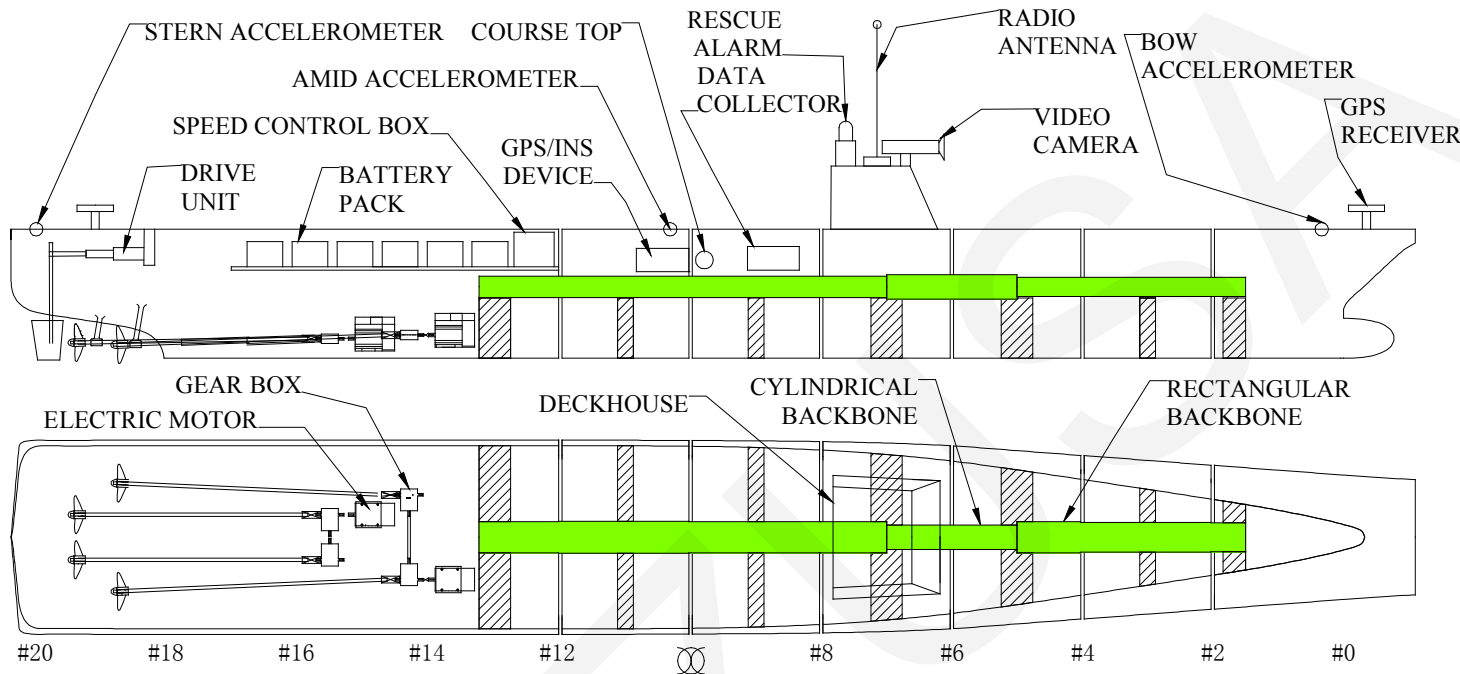 STERN ACCELEROMETER
COURSE TOP
RESCUE
ALARM
DATA
COLLECTOR
RADIO
ANTENNA
BOW
ACCELEROMETER
AMID ACCELEROMETER
SPEED CONTROL BOX
GPS/INS
DEVICE
VIDEO
CAMERA
GPS
RECEIVER
DRIVE
UNIT
BATTERY
PACK
GEAR BOX
ELECTRIC MOTOR
DECKHOUSE
CYLINDRICAL
BACKBONE
RECTANGULAR
BACKBONE
#20 #18 #16 #14 #12 #8 #6 #4 #2 #0